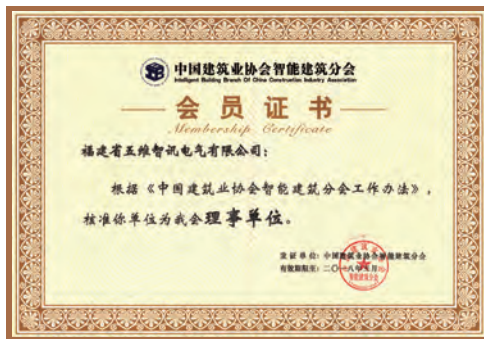 中国建筑业协会智能建筑分会
Intelligent Building Branch Of China Construction Industry Association
会员证书
Membership Certificate
福建省五维智讯电气有限公司：
根据《中国建筑业协会智能建筑分会工作办法》，
核准你单位为我会理事单位。
发证单位：中国建筑业协会智能建筑分会
有效期限至：二〇一八年 月